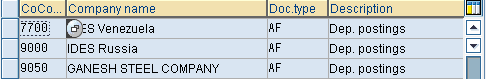 CoCo... Company name Doc.type Description
7700 ES Venezuela AF Dep. postings
9000 IDES Russia AF Dep. postings
9050 GANESH STEEL COMPANY AF Dep. postings